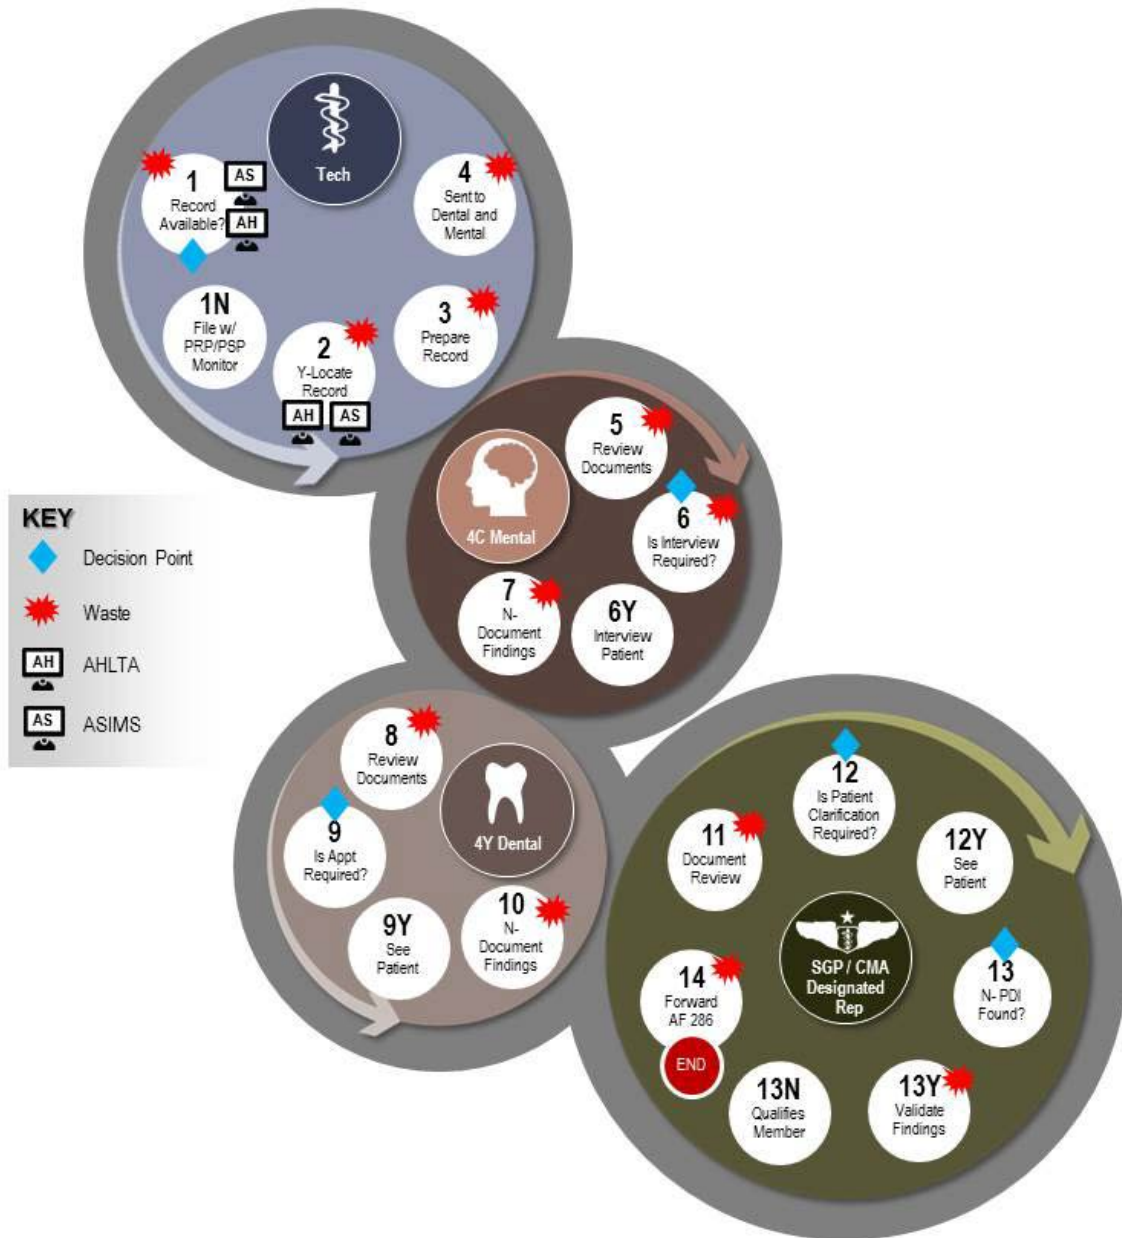 Tech
1
Record
Available?
AS
AH
1N
File w/
PRP/PSP
Monitor
2
Y-Locate
Record
AH
AS
3
Prepare
Record
4
Sent to
Dental and
Mental
4C Mental
5
Review
Documents
6
Is Interview
Required?
6Y
Interview
Patient
7
N-
Document
Findings
KEY
Decision Point
Waste
AH
AHLTA
AS
ASIMS
4Y Dental
8
Review
Documents
9
Is Appt
Required?
9Y
See
Patient
10
N-
Document
Findings
SGP / CMA
Designated
Rep
11
Document
Review
12
Is Patient
Clarification
Required?
12Y
See
Patient
13
N- PDI
Found?
13Y
Validate
Findings
13N
Qualifies
Member
14
Forward
AF 286
END